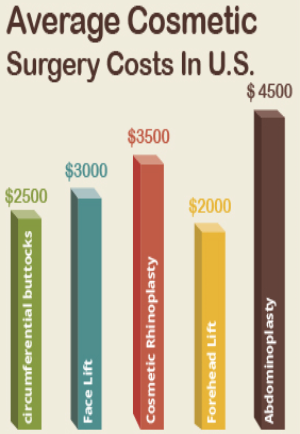 Average Cosmetic
Surgery Costs In U.S.
$2500
$3000
$3500
$2000
$4500
circumferential buttocks
Face Lift
Cosmetic Rhinoplasty
Forehead Lift
Abdominoplasty